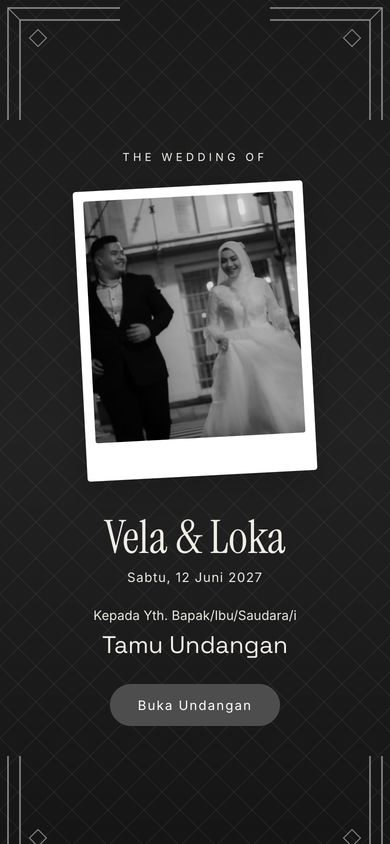 THE WEDDING OF
Vela & Loka
Sabtu, 12 Juni 2027
Kepada Yth. Bapak/Ibu/Saudara/i
Tamu Undangan
Buka Undangan